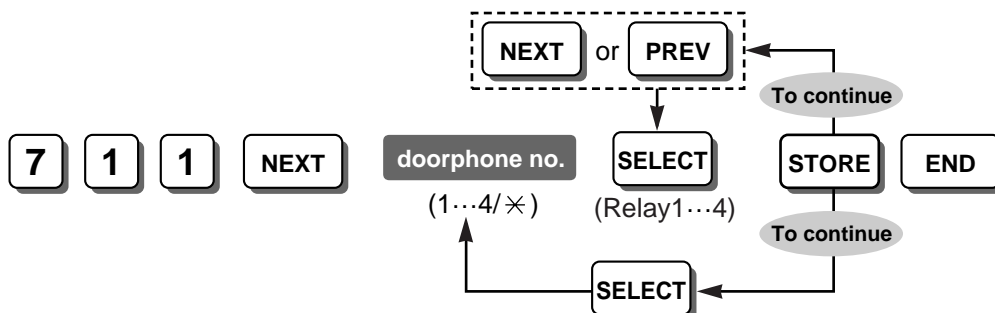 NEXT or PREV
To continue
7 1 1 NEXT doorphone no. SELECT STORE END
(1···4/✳) (Relay1···4)
To continue
SELECT